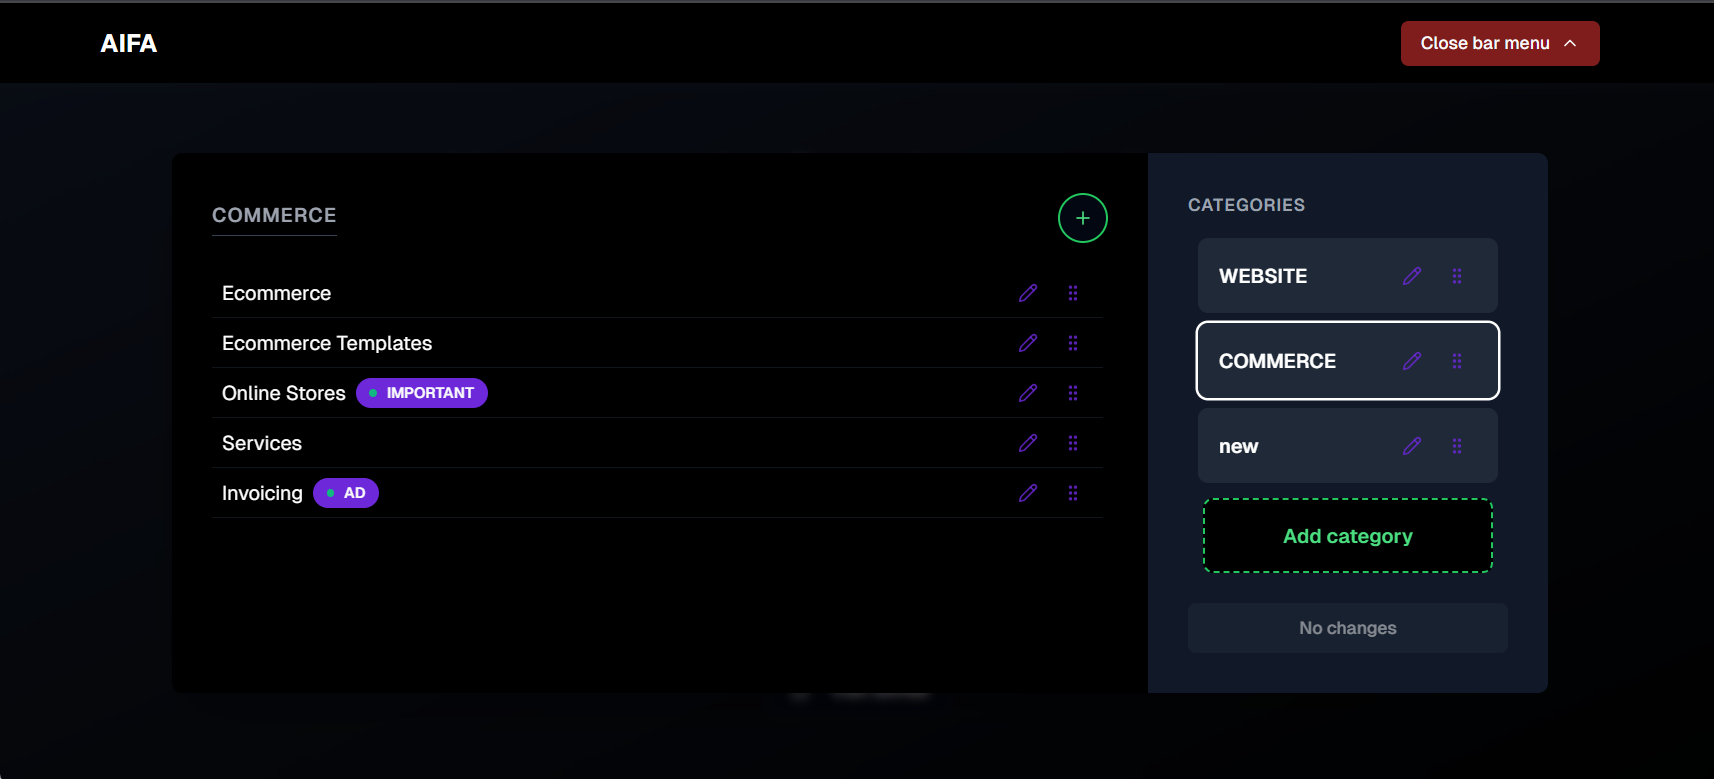 AIFA
Close bar menu
COMMERCE
Ecommerce
Ecommerce Templates
Online Stores IMPORTANT
Services
Invoicing AD
CATEGORIES
WEBSITE
COMMERCE
new
Add category
No changes